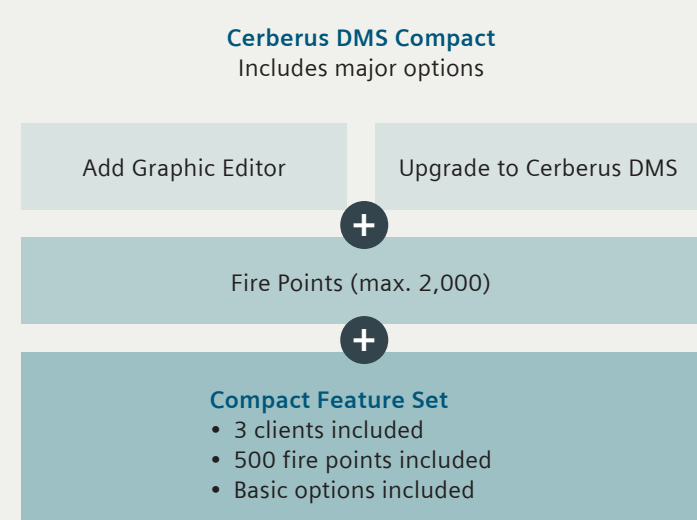 Cerberus DMS Compact
Includes major options
Add Graphic Editor
Upgrade to Cerberus DMS
+
Fire Points (max. 2,000)
+
Compact Feature Set
• 3 clients included
• 500 fire points included
• Basic options included